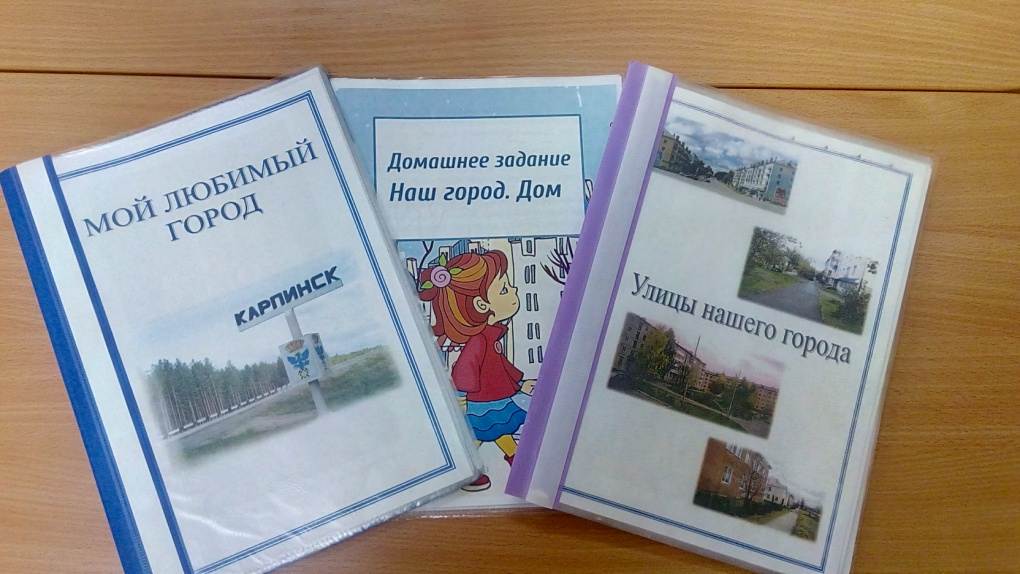 МОЙ ЛЮБИМЫЙ
ГОРОД
КАРПИНСК
Домашнее задание
Наш город. Дом
Улицы нашего города